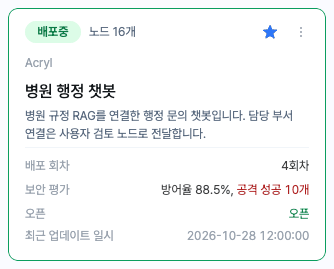 배포중 노드 16개
Acryl
병원 행정 챗봇
병원 규정 RAG를 연결한 행정 문의 챗봇입니다. 담당 부서
연결은 사용자 검토 노드로 전달합니다.
배포 회차 4회차
보안 평가 방어율 88.5%, 공격 성공 10개
오픈 오픈
최근 업데이트 일시 2026-10-28 12:00:00